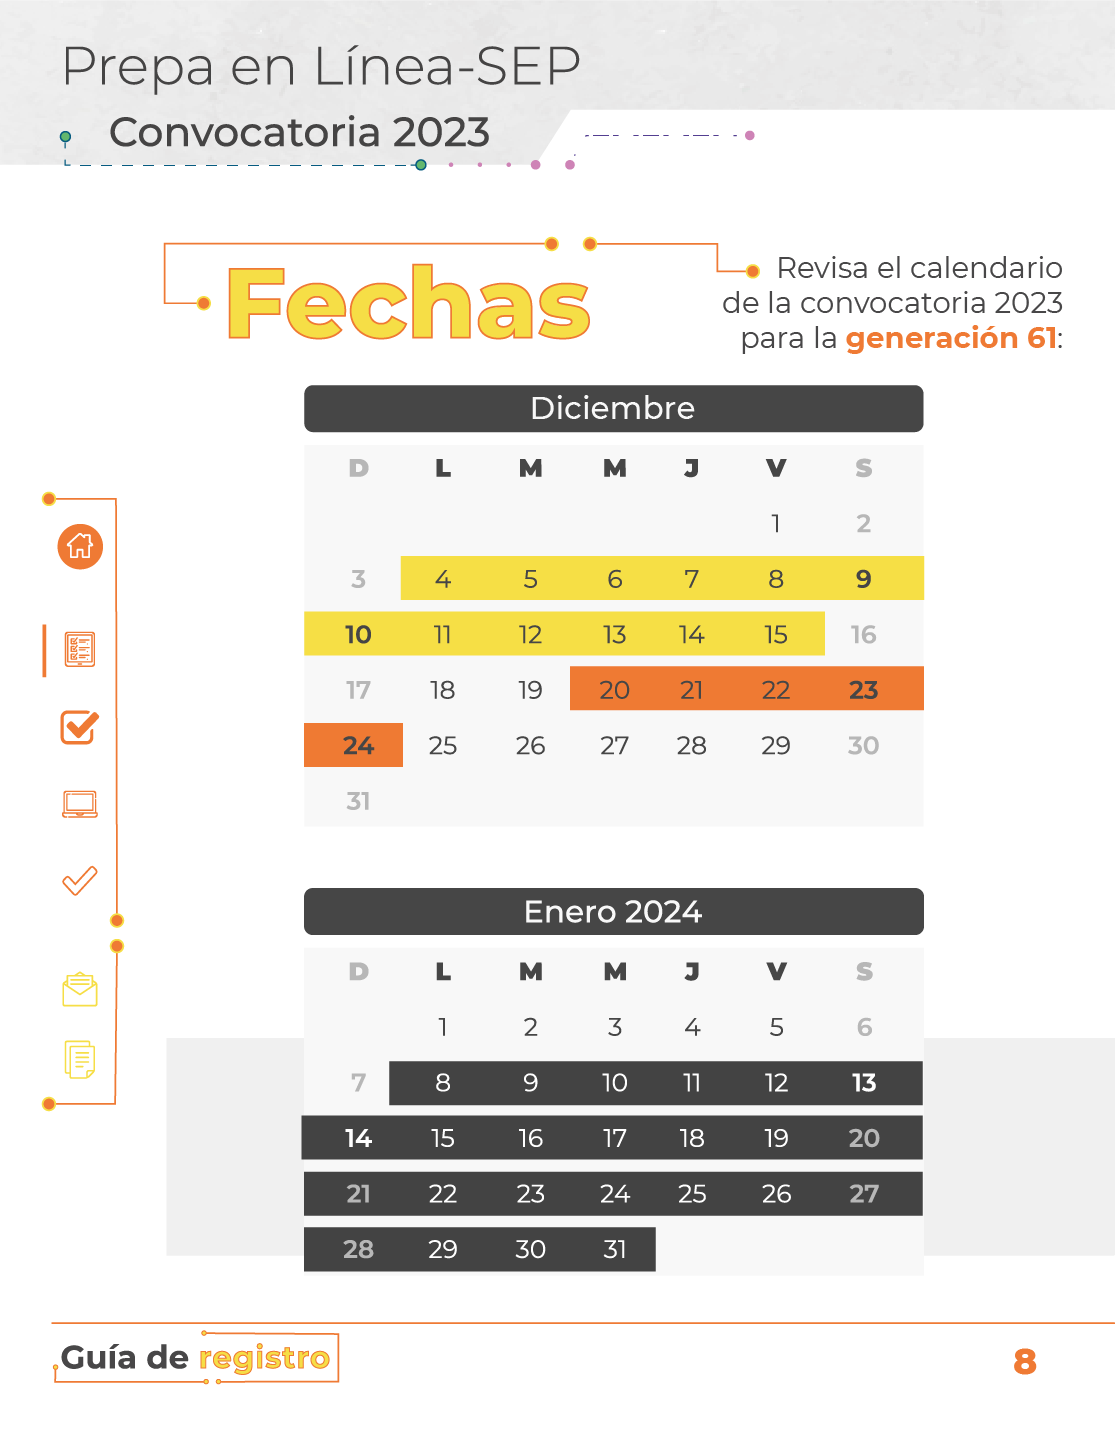 Prepa en Línea-SEP
Convocatoria 2023
Fechas
Revisa el calendario
de la convocatoria 2023
para la generación 61:
Diciembre
D L M M J V S
1 2
3 4 5 6 7 8 9
10 11 12 13 14 15 16
17 18 19 20 21 22 23
24 25 26 27 28 29 30
31
Enero 2024
D L M M J V S
1 2 3 4 5 6
7 8 9 10 11 12 13
14 15 16 17 18 19 20
21 22 23 24 25 26 27
28 29 30 31
Guía de registro
8